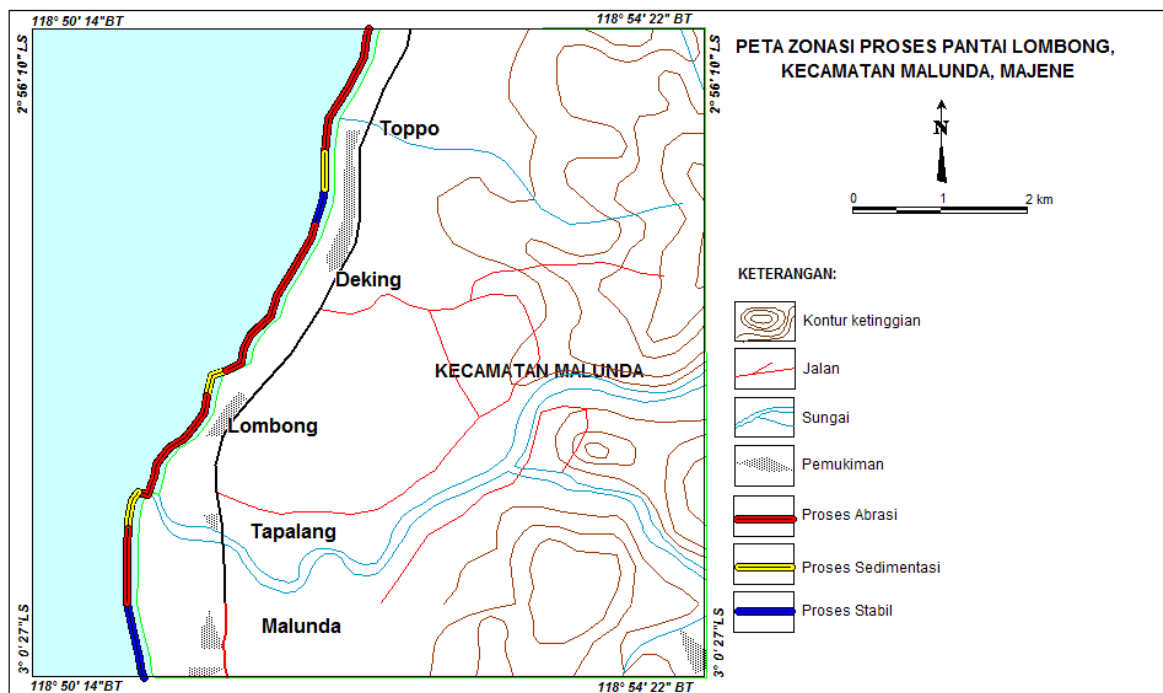 118° 50' 14"BT
118° 54' 22" BT
2° 56' 10" LS
2° 56' 10" LS
PETA ZONASI PROSES PANTAI LOMBONG,
KECAMATAN MALUNDA, MAJENE
N
0 1 2 km
Toppo
Deking
KECAMATAN MALUNDA
Lombong
Tapalang
Malunda
KETERANGAN:
Kontur ketinggian
Jalan
Sungai
Pemukiman
Proses Abrasi
Proses Sedimentasi
Proses Stabil
3° 0'27"LS
3° 0'27"LS
118° 50' 14"BT
118° 54' 22" BT